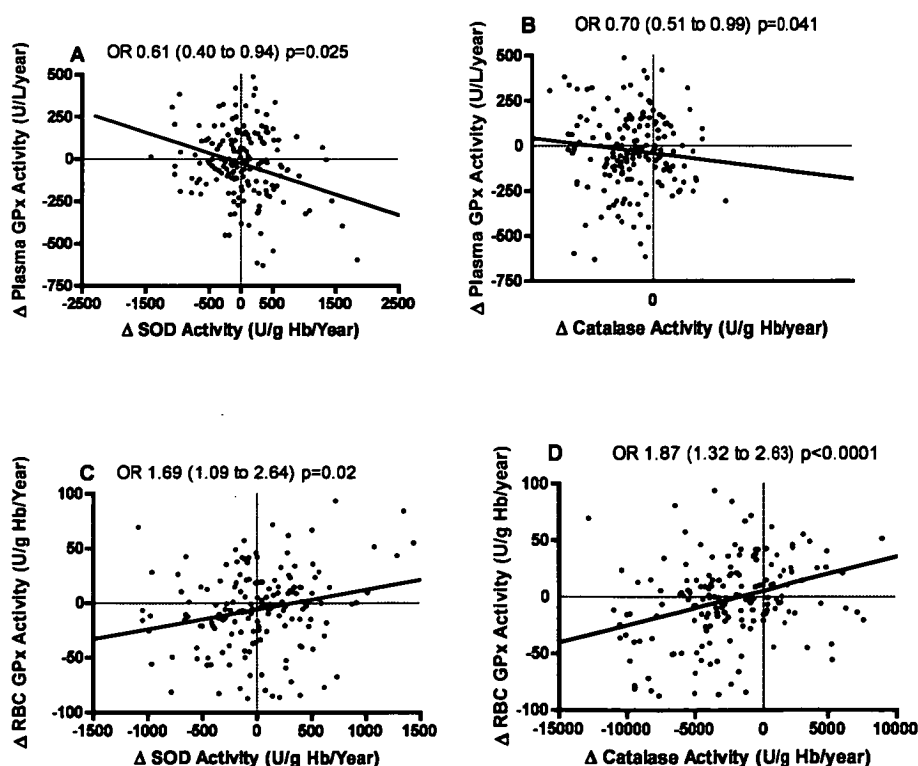 A
OR 0.61 (0.40 to 0.94) p=0.025
Δ Plasma GPx Activity (U/L/year)
500
250
0
-250
-500
-750
-2500 -1500 -500 0 500 1500 2500
Δ SOD Activity (U/g Hb/Year)
B
OR 0.70 (0.51 to 0.99) p=0.041
Δ Plasma GPx Activity (U/L/year)
500
250
0
-250
-500
-750
0
Δ Catalase Activity (U/g Hb/year)
C
OR 1.69 (1.09 to 2.64) p=0.02
Δ RBC GPx Activity (U/g Hb/Year)
100
50
0
-50
-100
-1500 -1000 -500 0 500 1000 1500
Δ SOD Activity (U/g Hb/Year)
D
OR 1.87 (1.32 to 2.63) p<0.0001
Δ RBC GPx Activity (U/g Hb/year)
100
50
0
-50
-100
-15000 -10000 -5000 0 5000 10000
Δ Catalase Activity (U/g Hb/year)